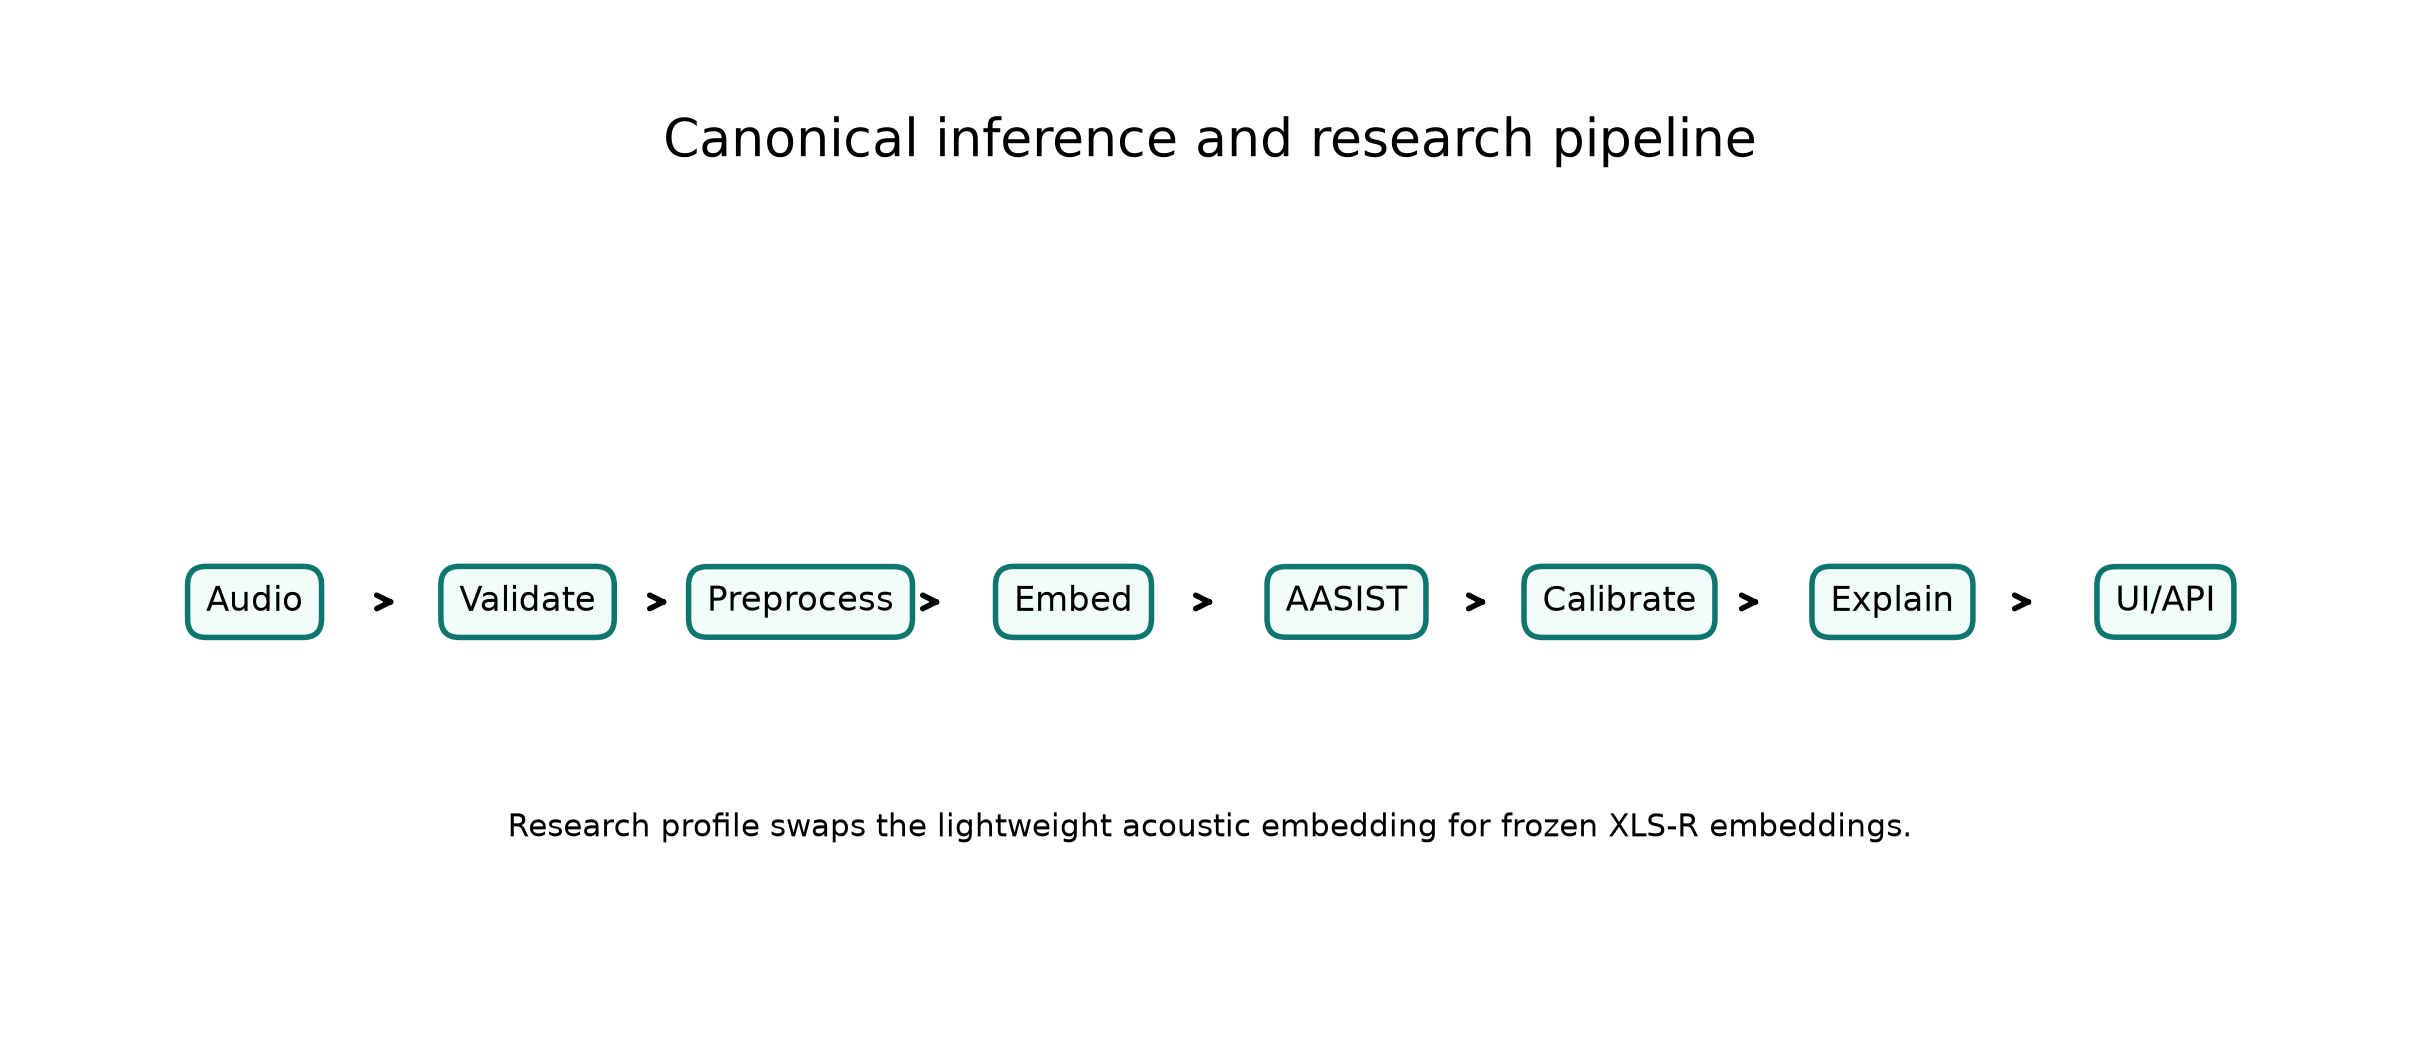 Canonical inference and research pipeline
Audio
Validate
Preprocess
Embed
AASIST
Calibrate
Explain
UI/API
Research profile swaps the lightweight acoustic embedding for frozen XLS-R embeddings.